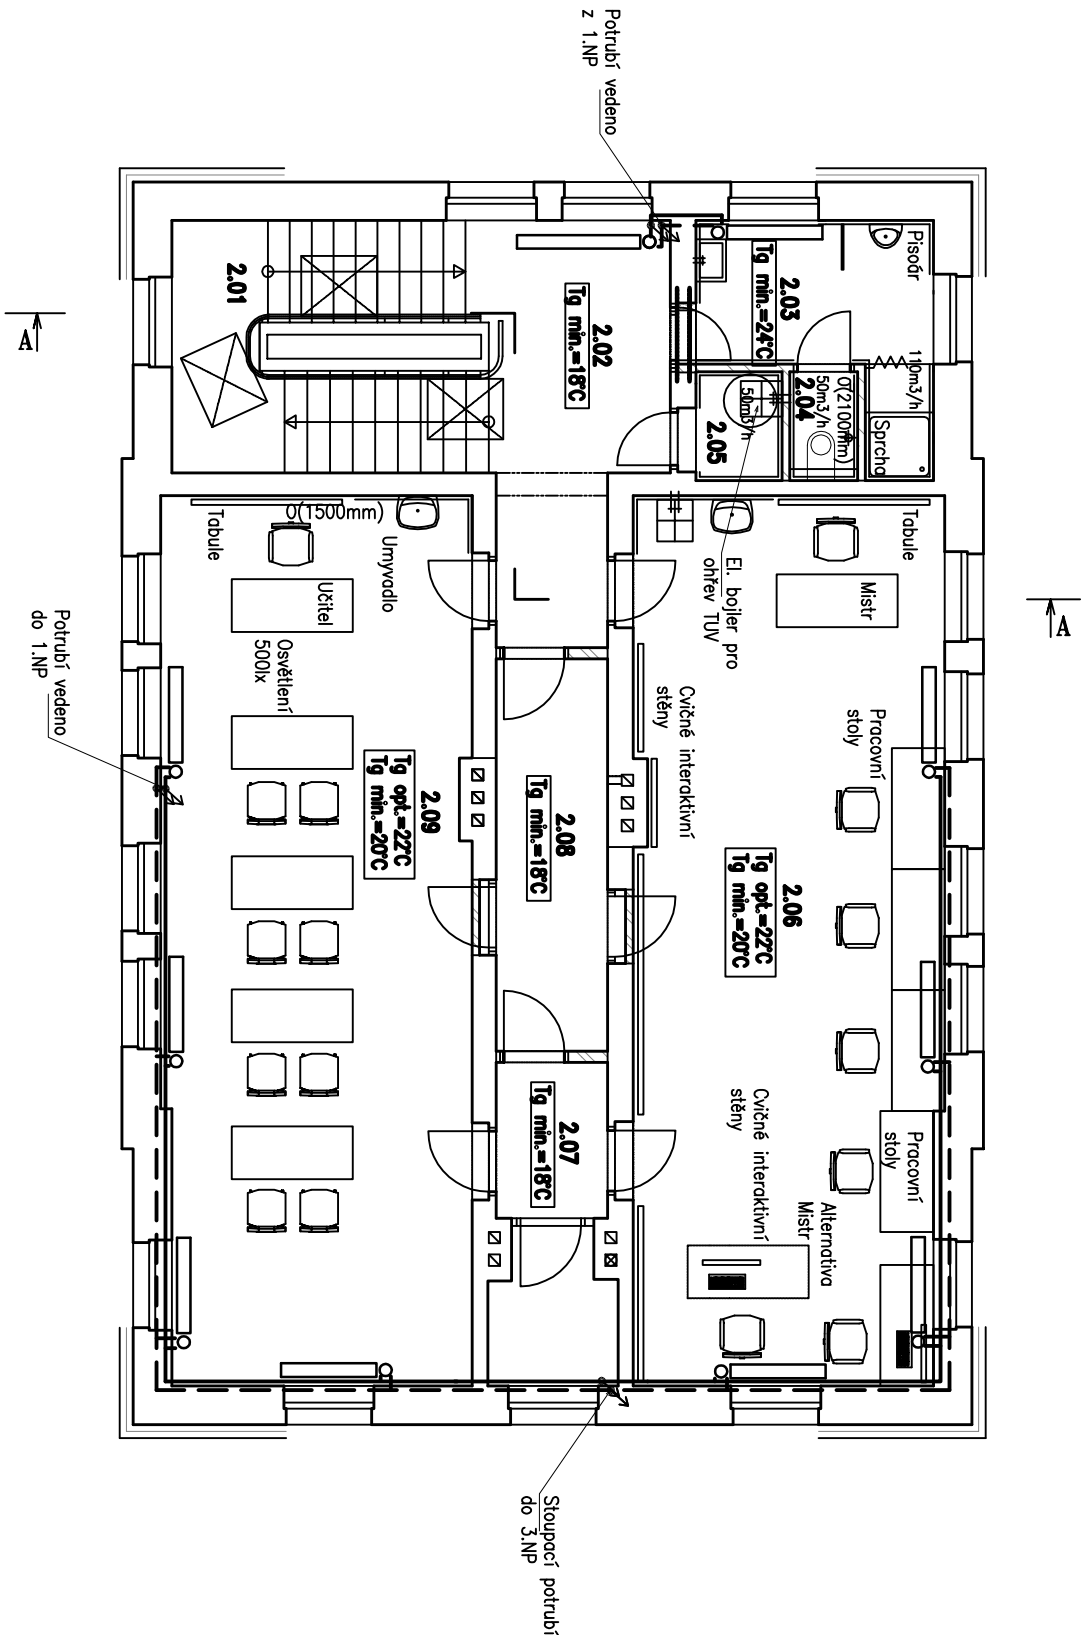 Potrubí vedeno
z 1.NP
Pisoár
2.03
Tg min.=24°C
110m3/h
2.01
2.02
Tg min.=18°C
O(2100mm)
50m3/h
2.04
Sprcha
50m3/h
2.05
A
A
Tabule
O(1500mm)
Umyvadlo
Učitel
Osvětlení
500lx
El. bojler pro
ohřev TUV
Tabule
Mistr
Potrubí vedeno
do 1.NP
Cvičné interaktivní
stěny
Pracovní
stoly
2.09
Tg opt.=22°C
Tg min.=20°C
2.08
Tg min.=18°C
2.06
Tg opt.=22°C
Tg min.=20°C
2.07
Tg min.=18°C
Cvičné interaktivní
stěny
Pracovní
stoly
Alternativa
Mistr
Stoupací potrubí
do 3.NP